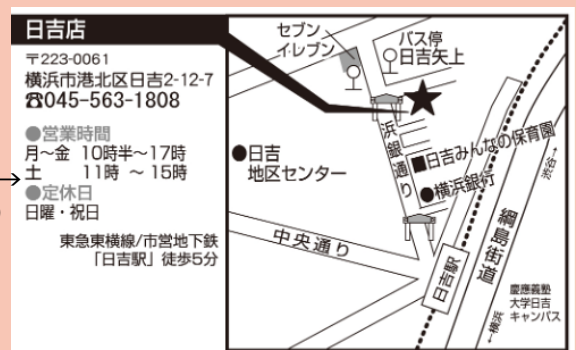 日吉店
〒223-0061
横浜市港北区日吉2-12-7
☎045-563-1808
●営業時間
月～金 10時半～17時
土 11時 ～ 15時
●定休日
日曜・祝日
東急東横線/市営地下鉄
「日吉駅」徒歩5分
セブン
イレブン
バス停
日吉矢上
浜銀通り
●日吉
地区センター
■日吉みんなの保育園
●横浜銀行
渋谷→
中央通り
日吉駅
綱島街道
←横浜
慶應義塾
大学日吉
キャンパス